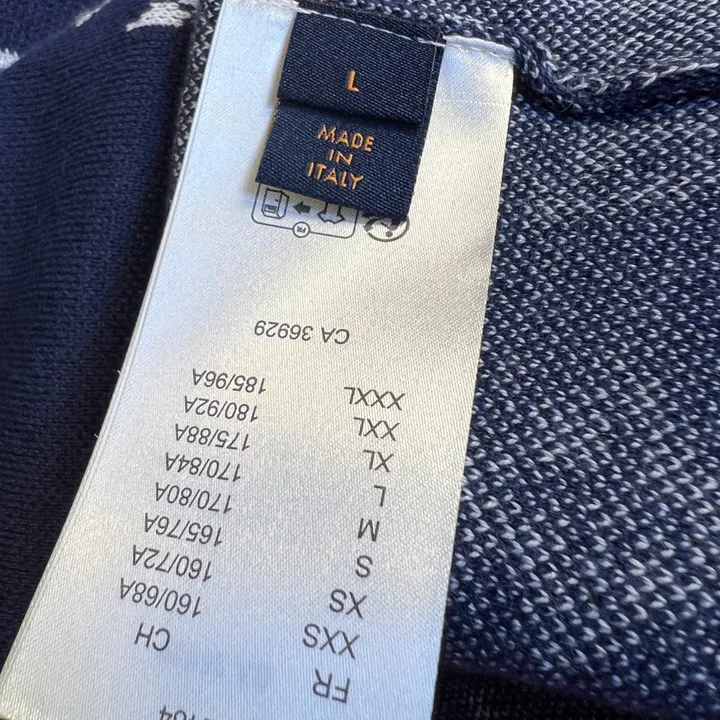 L
MADE
IN
ITALY
FR CH
XXS 160/68A
XS 160/72A
S 165/76A
M 170/80A
L 170/84A
XL 175/88A
XXL 180/92A
XXXL 185/96A
CA 36929
FR